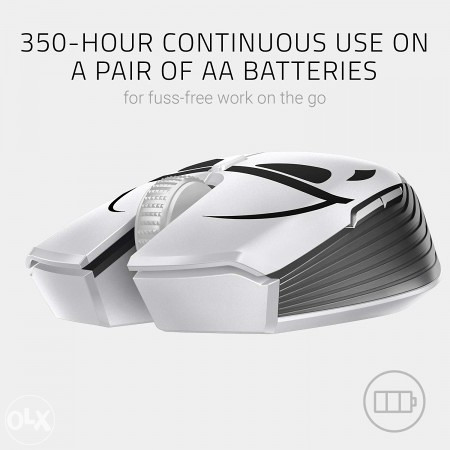 350-HOUR CONTINUOUS USE ON
A PAIR OF AA BATTERIES
for fuss-free work on the go
OLX